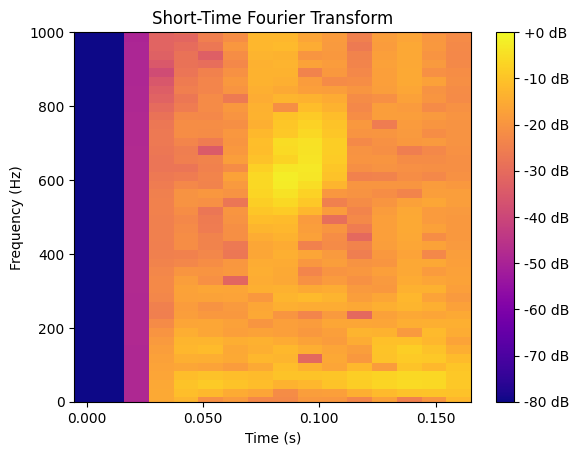 Short-Time Fourier Transform
1000
800
600
400
200
0
Frequency (Hz)
0.000
0.050
0.100
0.150
Time (s)
+0 dB
-10 dB
-20 dB
-30 dB
-40 dB
-50 dB
-60 dB
-70 dB
-80 dB